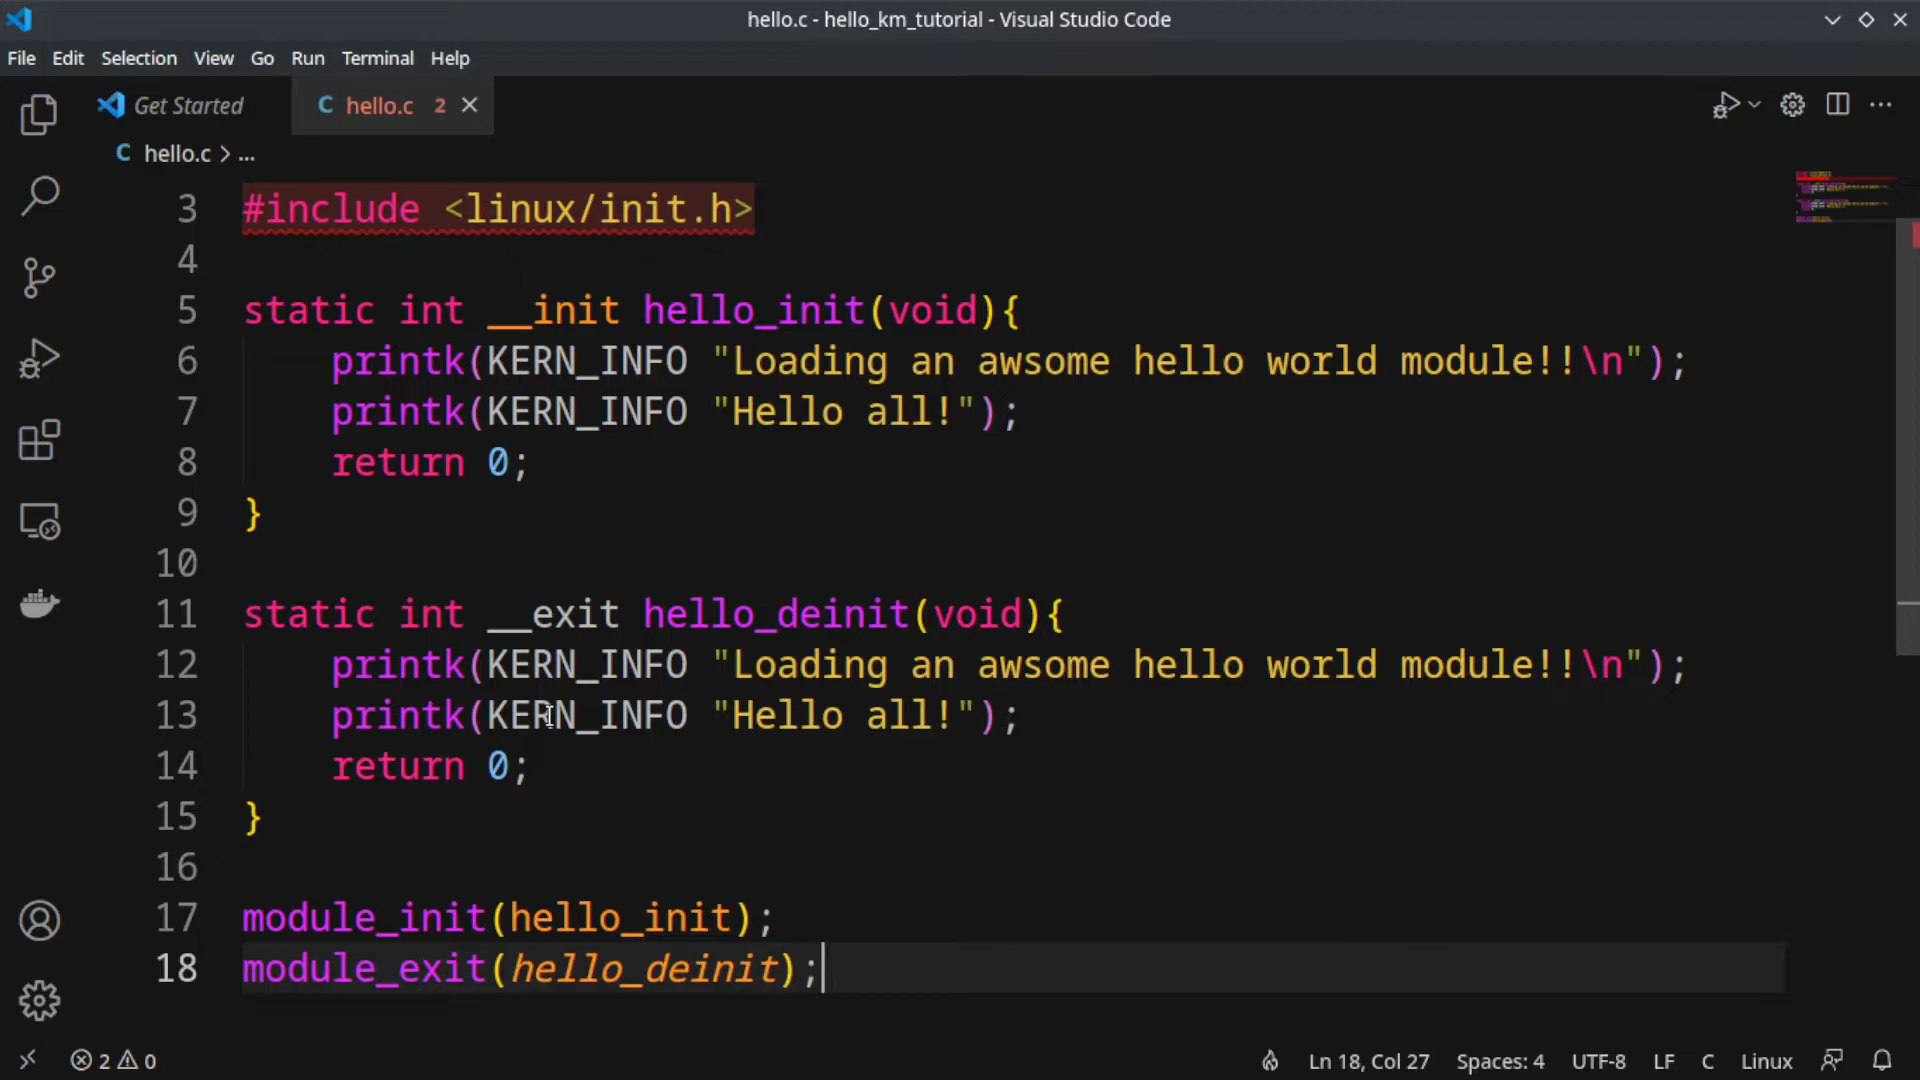 hello.c - hello_km_tutorial - Visual Studio Code
File Edit Selection View Go Run Terminal Help
Get Started
C hello.c 2
C hello.c > ...
3 #include <linux/init.h>
4
5 static int __init hello_init(void){
6 printk(KERN_INFO "Loading an awsome hello world module!!\n");
7 printk(KERN_INFO "Hello all!");
8 return 0;
9 }
10
11 static int __exit hello_deinit(void){
12 printk(KERN_INFO "Loading an awsome hello world module!!\n");
13 printk(KERN_INFO "Hello all!");
14 return 0;
15 }
16
17 module_init(hello_init);
18 module_exit(hello_deinit);
2 0 Ln 18, Col 27 Spaces: 4 UTF-8 LF C Linux